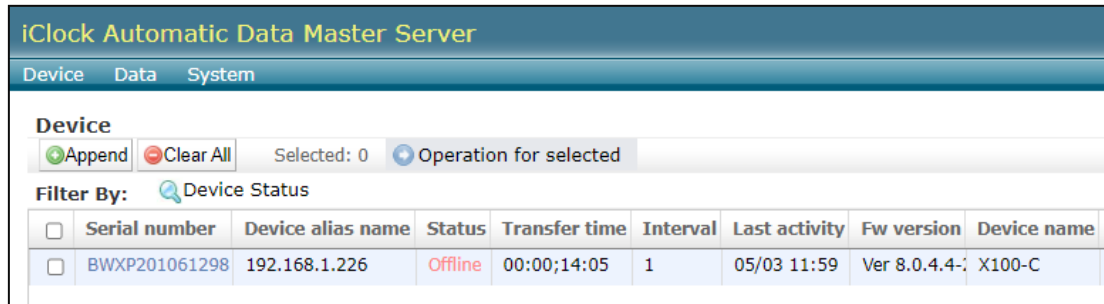 iClock Automatic Data Master Server
Device Data System
Device
Append Clear All Selected: 0 Operation for selected
Filter By: Device Status
Serial number Device alias name Status Transfer time Interval Last activity Fw version Device name
BWXP201061298 192.168.1.226 Offline 00:00;14:05 1 05/03 11:59 Ver 8.0.4.4- X100-C